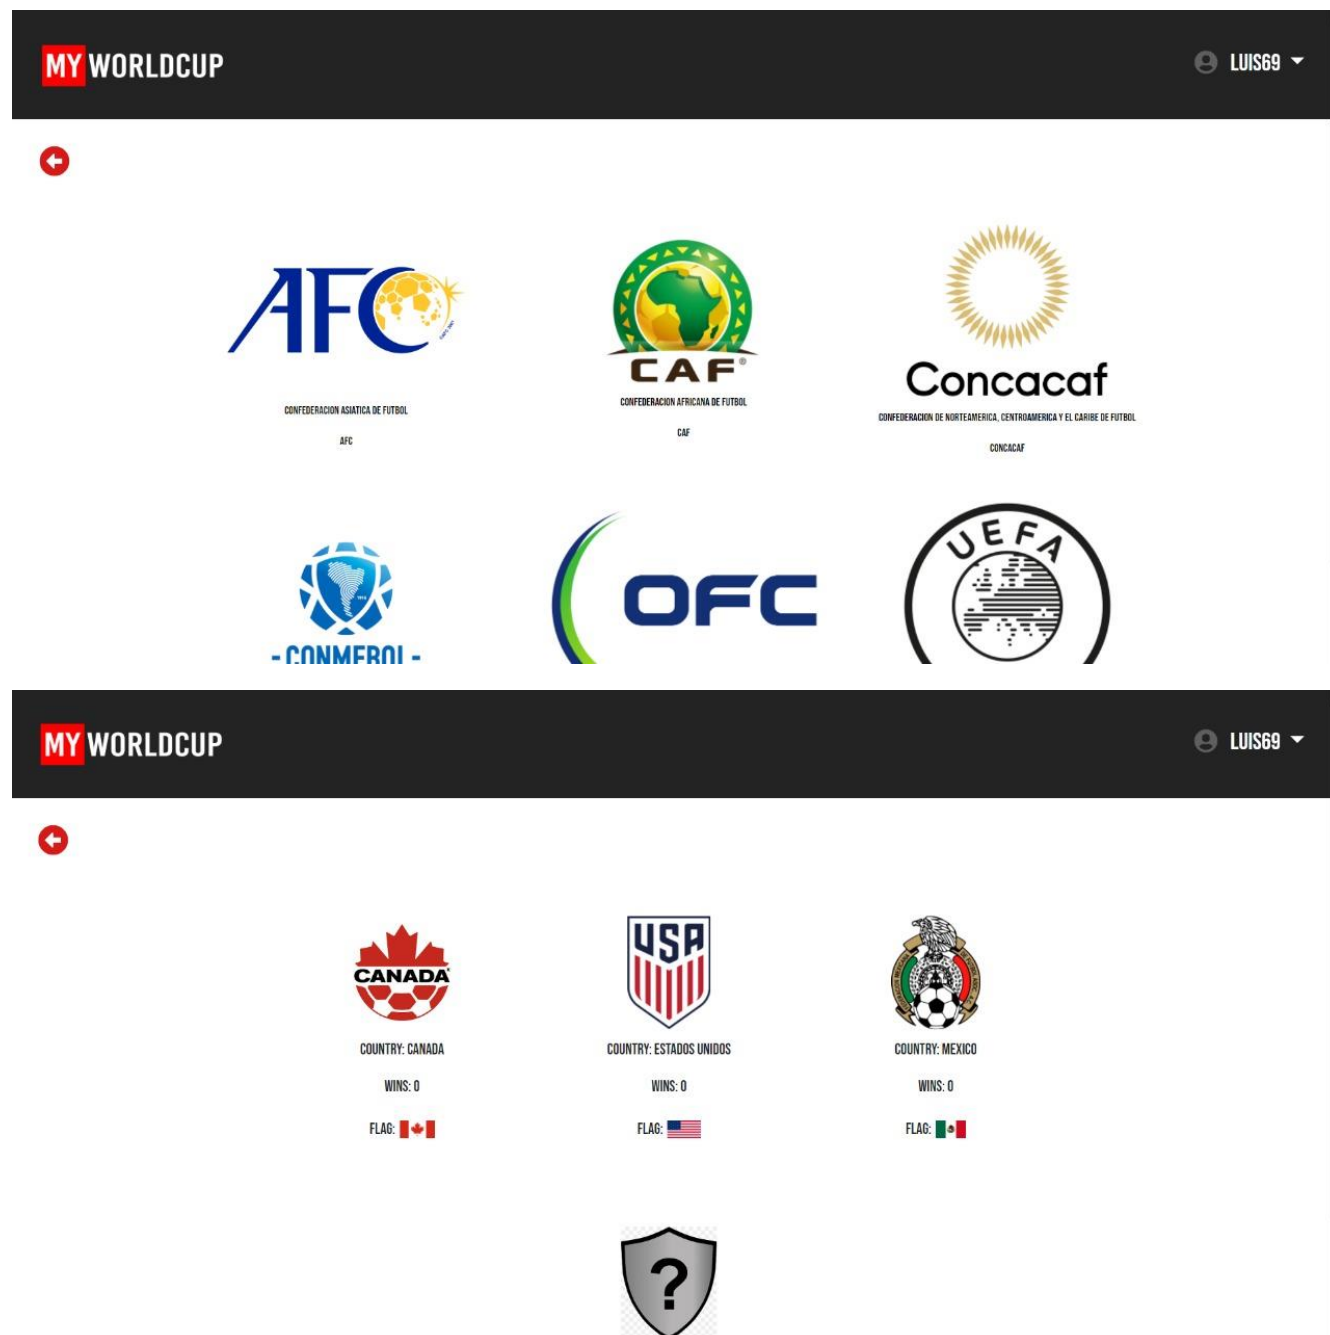 MY WORLDCUP
LUIS69
AFC
CAF
Concacaf
CONFEDERACION ASIATICA DE FUTBOL
CONFEDERACION AFRICANA DE FUTBOL
CONFEDERACION DE NORTEAMERICA, CENTROAMERICA Y EL CARIBE DE FUTBOL
AFC
CAF
CONCACAF
- CONMEBOL -
OFC
UEFA
MY WORLDCUP
LUIS69
CANADA
USA
COUNTRY: CANADA
COUNTRY: ESTADOS UNIDOS
COUNTRY: MEXICO
WINS: 0
WINS: 0
WINS: 0
FLAG:
FLAG:
FLAG:
?